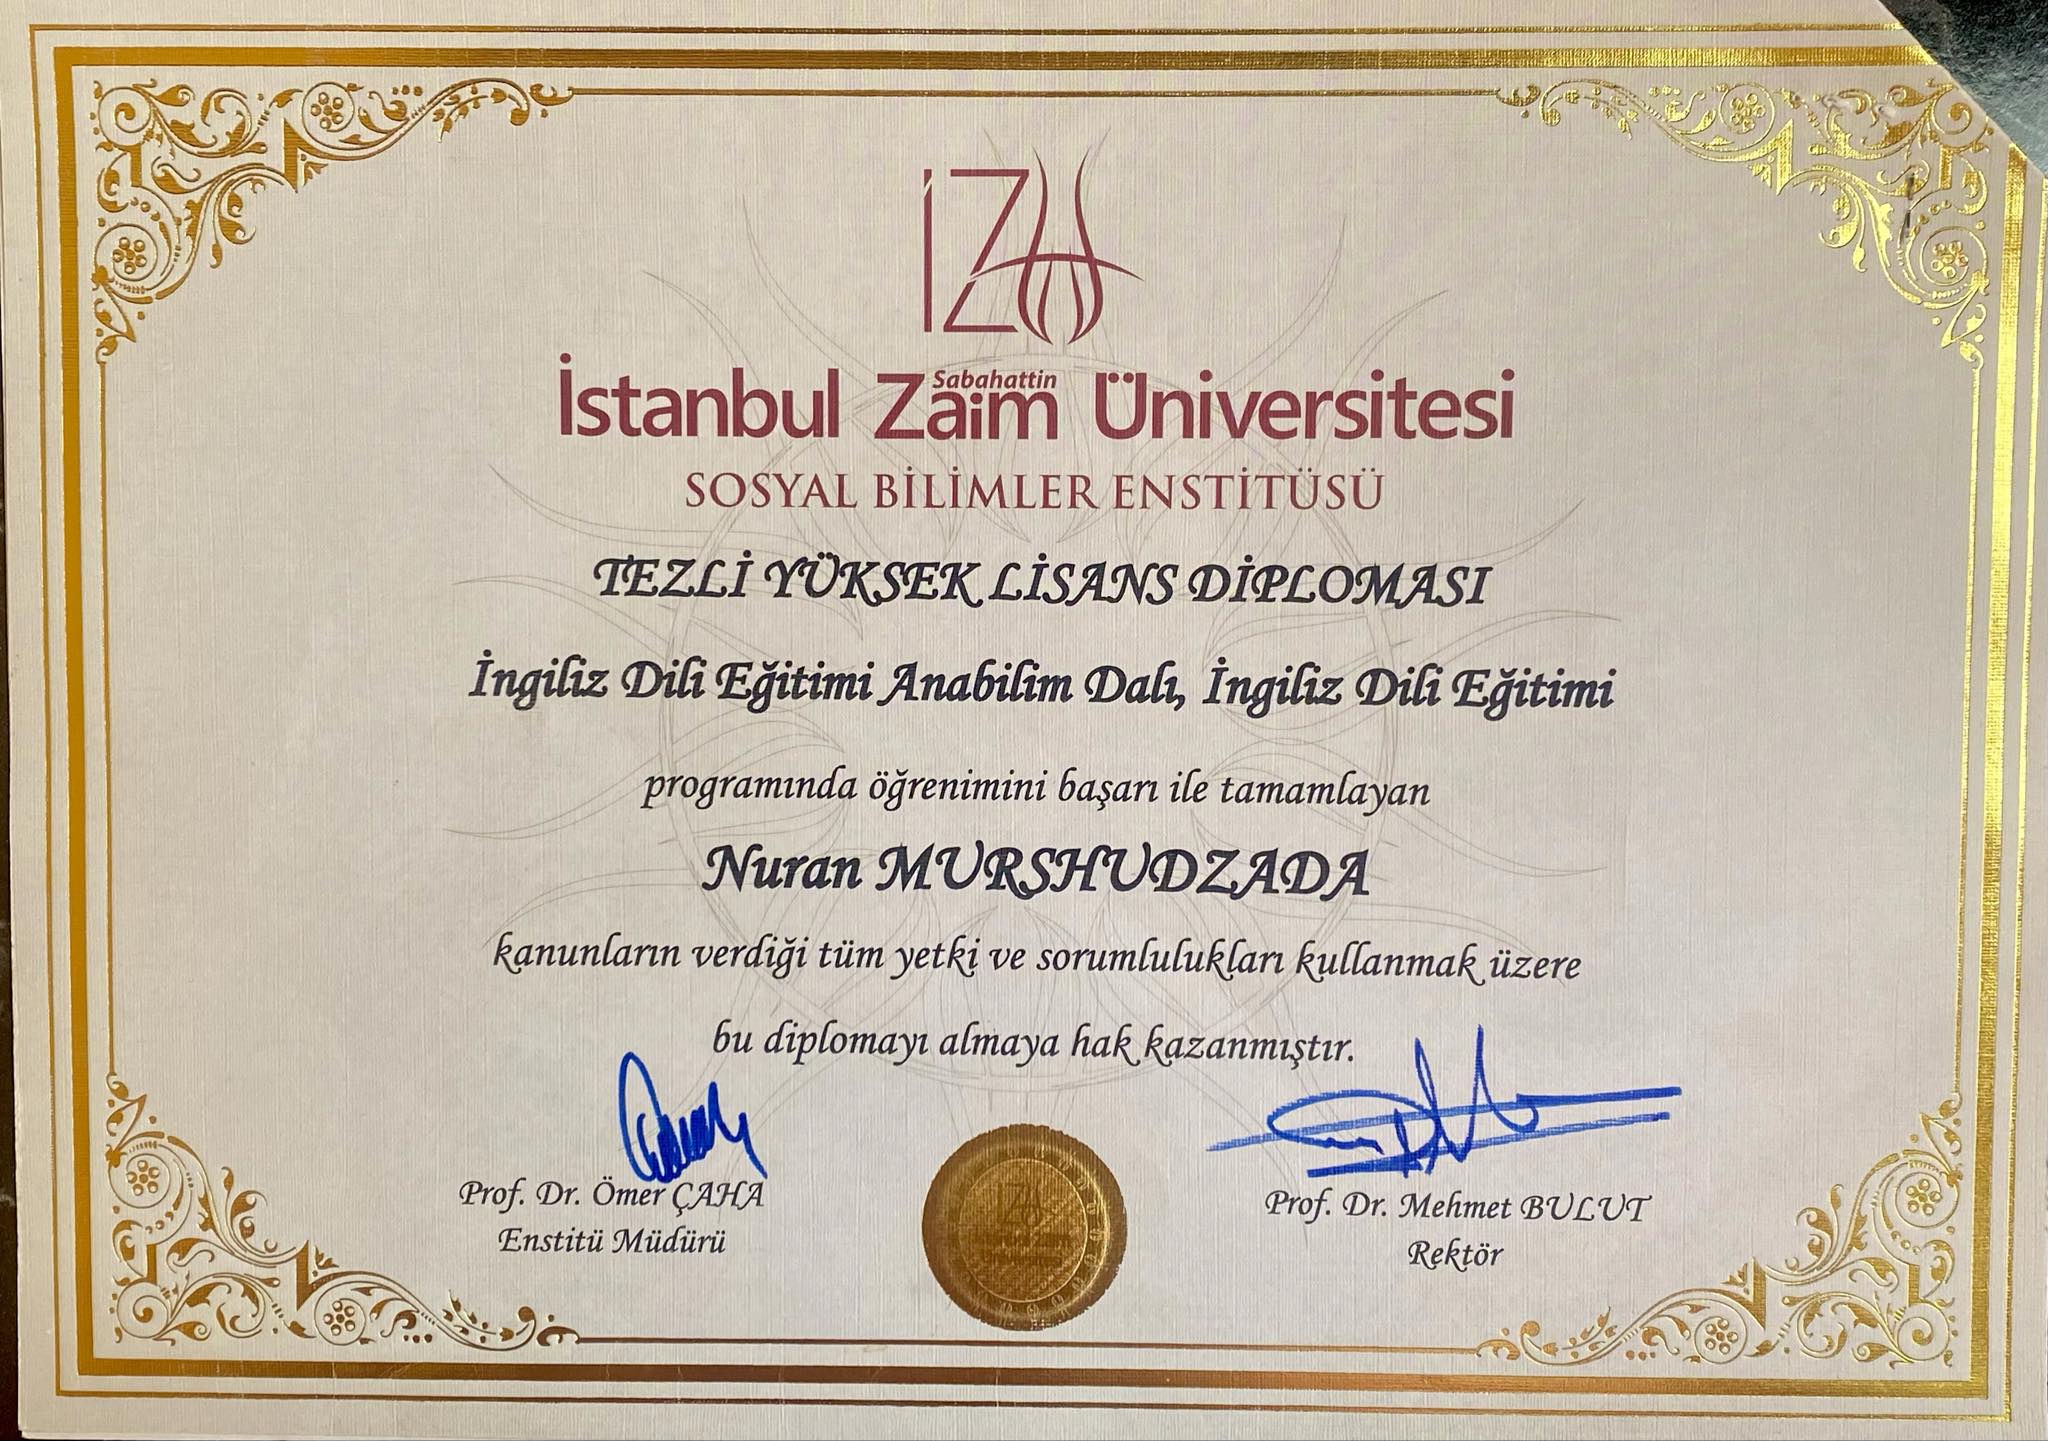 İZÜ
İstanbul Sabahattin Zaim Üniversitesi
SOSYAL BİLİMLER ENSTİTÜSÜ
TEZLİ YÜKSEK LİSANS DİPLOMASI
İngiliz Dili Eğitimi Anabilim Dalı, İngiliz Dili Eğitimi
programında öğrenimini başarı ile tamamlayan
Nuran MURSHUDZADA
kanunların verdiği tüm yetki ve sorumlulukları kullanmak üzere
bu diplomayı almaya hak kazanmıştır.
Prof. Dr. Ömer ÇAHA
Enstitü Müdürü
Prof. Dr. Mehmet BULUT
Rektör